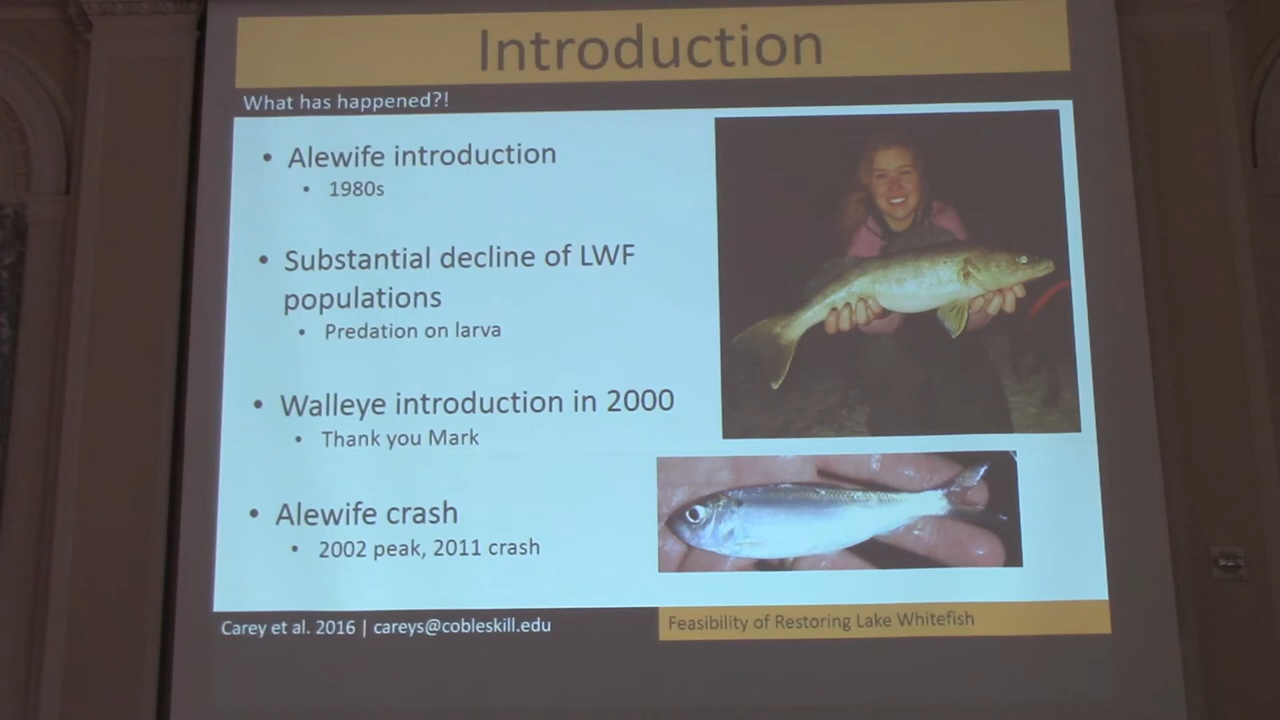 Introduction
What has happened?!
• Alewife introduction
• 1980s
• Substantial decline of LWF
populations
• Predation on larva
• Walleye introduction in 2000
• Thank you Mark
• Alewife crash
• 2002 peak, 2011 crash
Carey et al. 2016 | careys@cobleskill.edu
Feasibility of Restoring Lake Whitefish